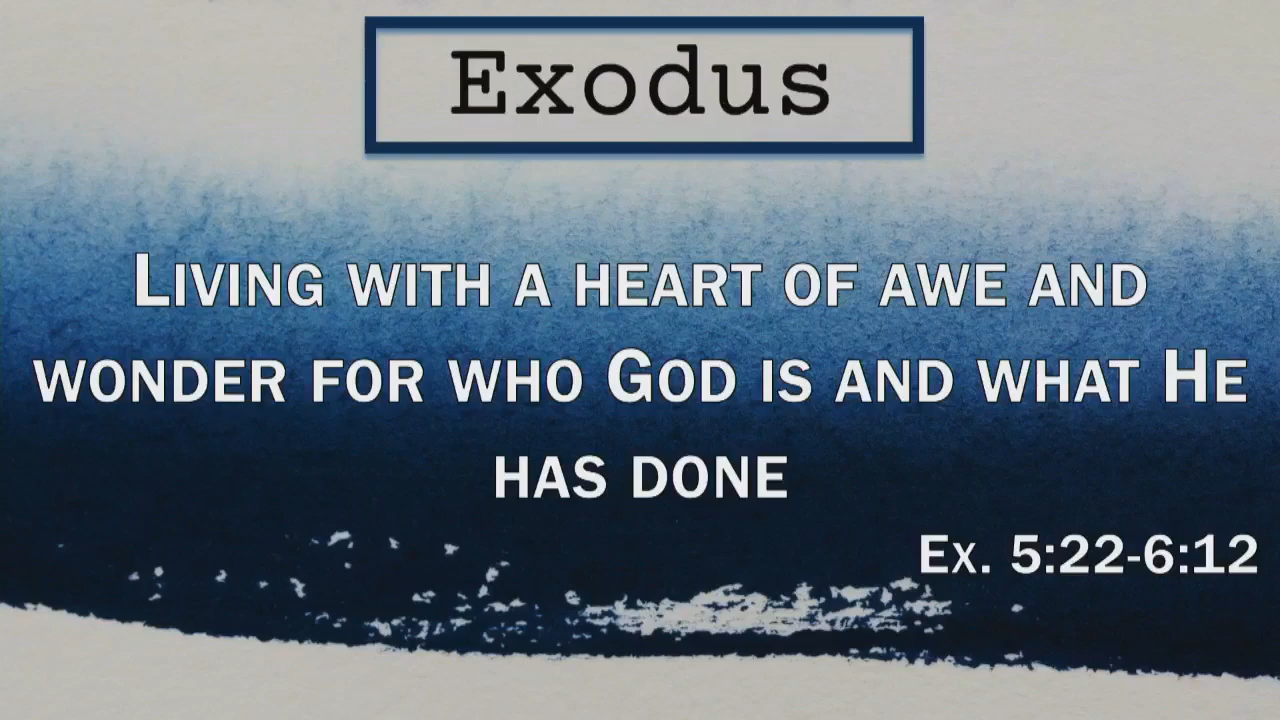 Exodus
Living with a heart of awe and
wonder for who God is and what He
has done
Ex. 5:22-6:12